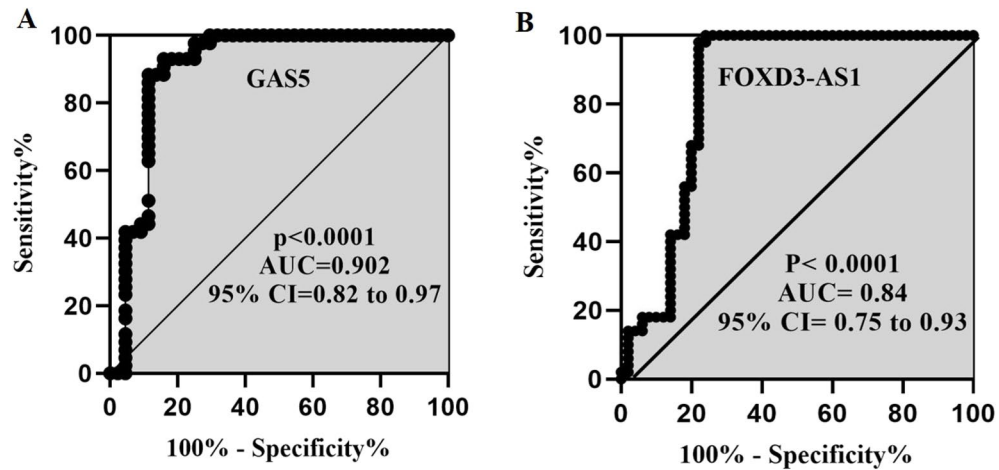 A
100
80
60
40
20
0
Sensitivity%
GAS5
p<0.0001
AUC=0.902
95% CI=0.82 to 0.97
0 20 40 60 80 100
100% - Specificity%
B
100
80
60
40
20
0
Sensitivity%
FOXD3-AS1
P< 0.0001
AUC= 0.84
95% CI= 0.75 to 0.93
0 20 40 60 80 100
100% - Specificity%